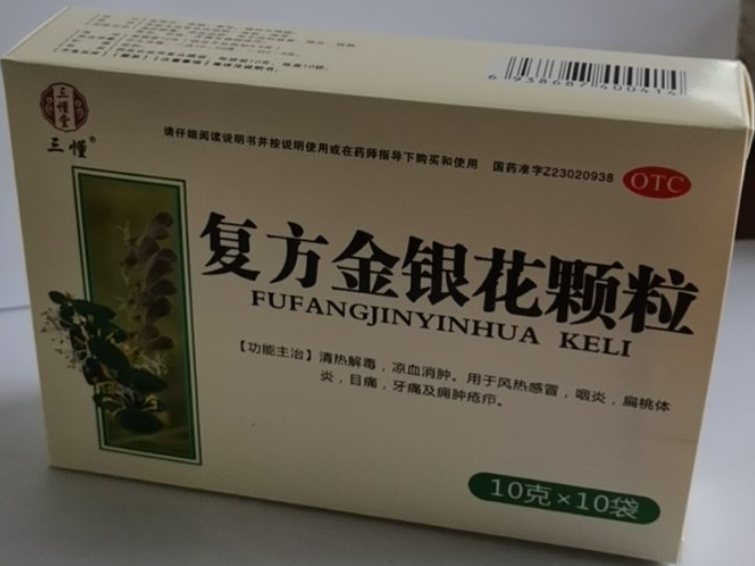 6 938687 400414
三懂堂
三懂®
请仔细阅读说明书并按说明使用或在药师指导下购买和使用 国药准字Z23020938
OTC
复方金银花颗粒
FUFANGJINYINHUA KELI
【功能主治】清热解毒，凉血消肿。用于风热感冒，咽炎，扁桃体
炎，目痛，牙痛及痈肿疮疖。
10克×10袋